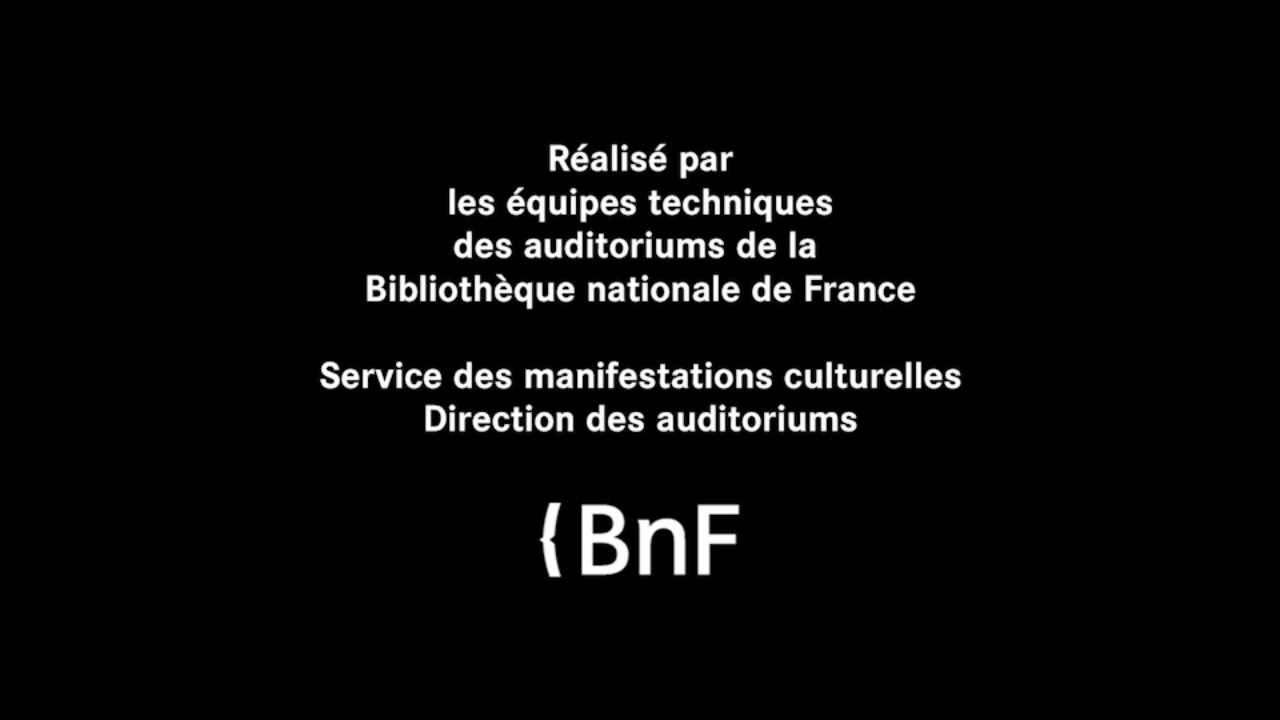 Réalisé par
les équipes techniques
des auditoriums de la
Bibliothèque nationale de France
Service des manifestations culturelles
Direction des auditoriums
{BnF